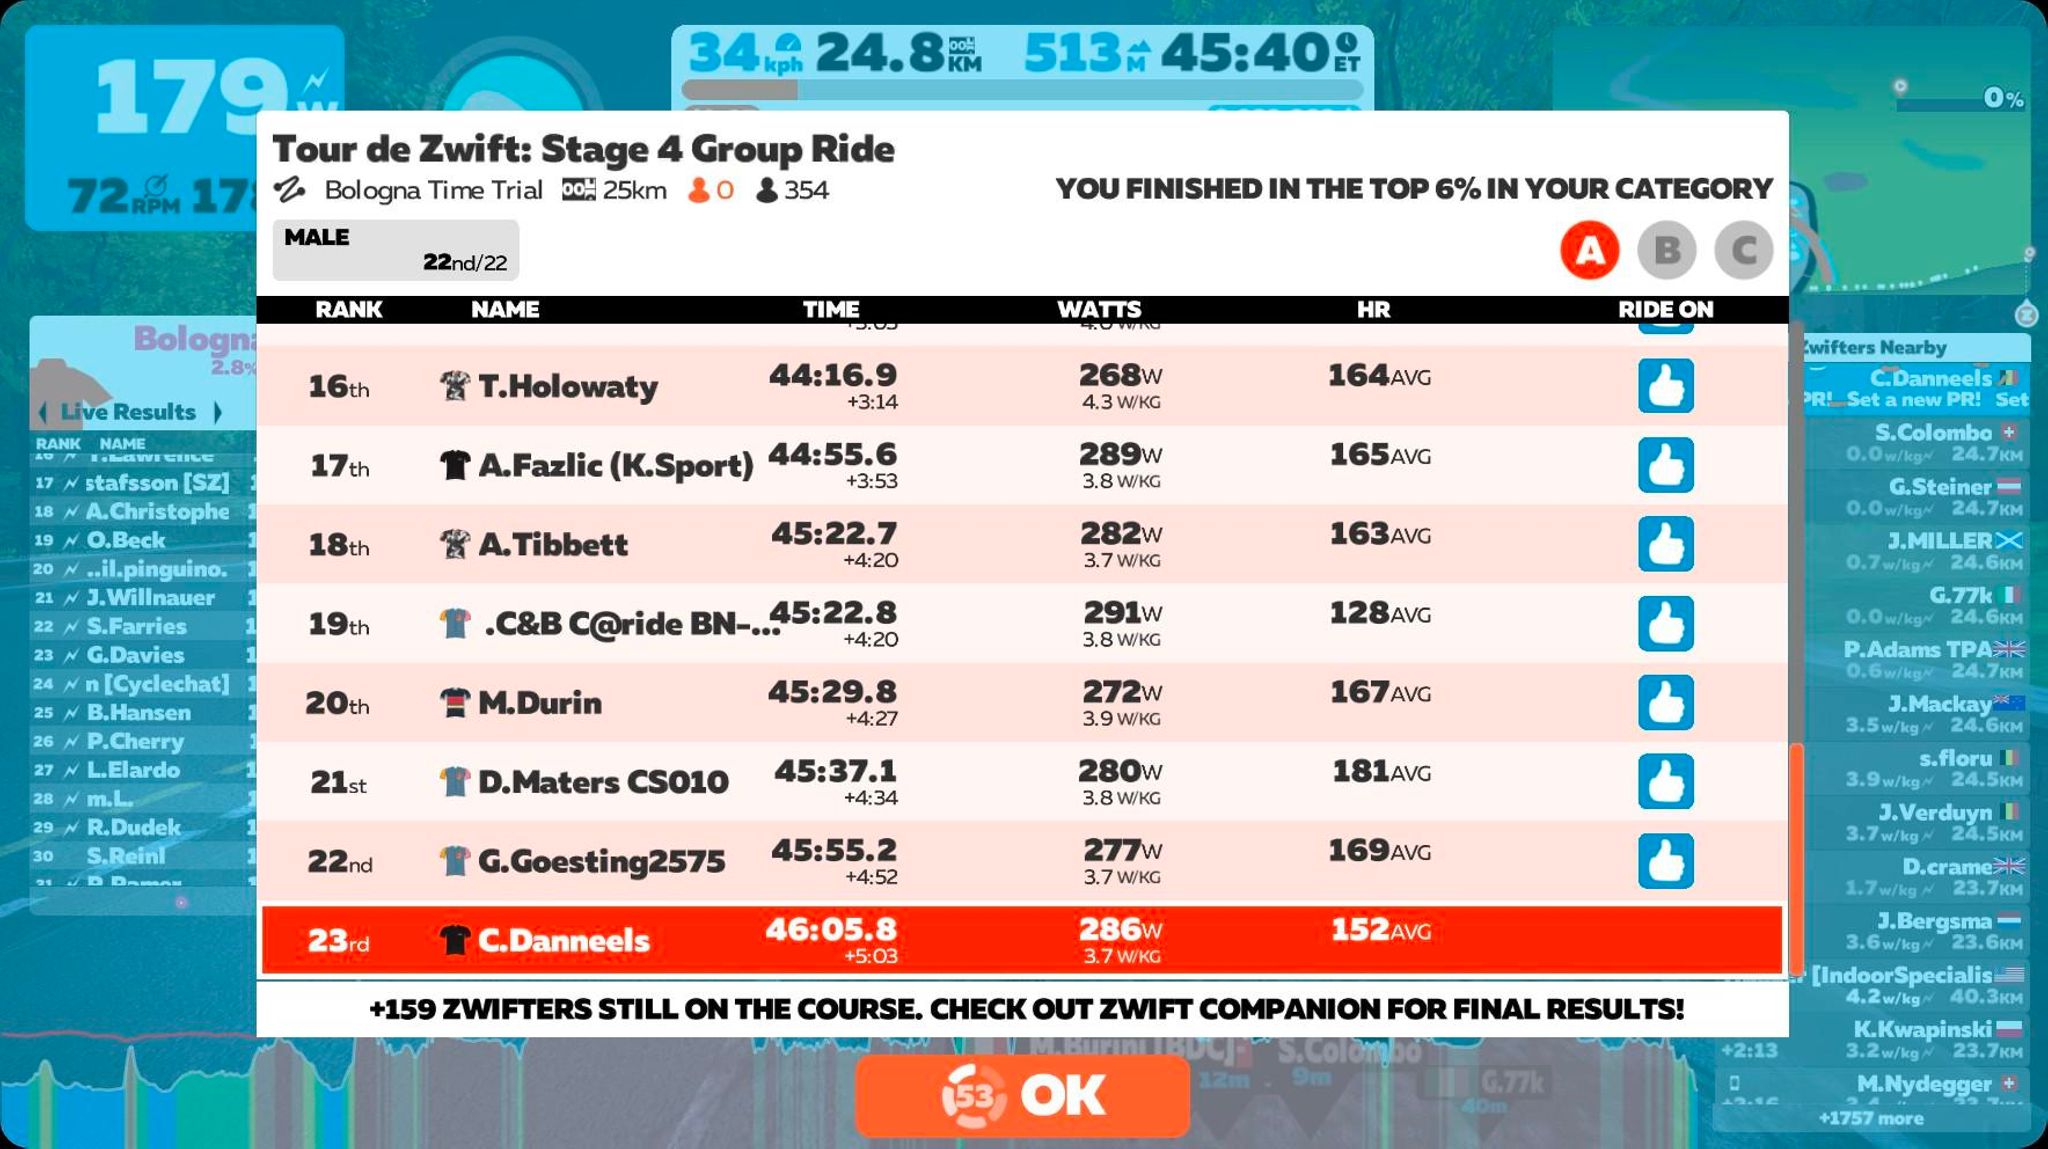 179w
72RPM
34kph 24.8KM 513M 45:40ET
0%
Tour de Zwift: Stage 4 Group Ride
Bologna Time Trial 25km 0 354
YOU FINISHED IN THE TOP 6% IN YOUR CATEGORY
MALE
22nd/22
A B C
RANK NAME TIME WATTS HR RIDE ON
16th T.Holowaty 44:16.9 268W 164AVG
+3:14 4.3 W/KG
17th A.Fazlic (K.Sport) 44:55.6 289W 165AVG
+3:53 3.8 W/KG
18th A.Tibbett 45:22.7 282W 163AVG
+4:20 3.7 W/KG
19th .C&B C@ride BN-... 45:22.8 291W 128AVG
+4:20 3.8 W/KG
20th M.Durin 45:29.8 272W 167AVG
+4:27 3.9 W/KG
21st D.Maters CS010 45:37.1 280W 181AVG
+4:34 3.8 W/KG
22nd G.Goesting2575 45:55.2 277W 169AVG
+4:52 3.7 W/KG
23rd C.Danneels 46:05.8 286W 152AVG
+5:03 3.7 W/KG
+159 ZWIFTERS STILL ON THE COURSE. CHECK OUT ZWIFT COMPANION FOR FINAL RESULTS!
53 OK
Bologna
2.8%
Live Results
RANK NAME
16 T.Lawrence
17 stafsson [SZ]
18 A.Christophe
19 O.Beck
20 ..il.pinguino.
21 J.Willnauer
22 S.Farries
23 G.Davies
24 n [Cyclechat]
25 B.Hansen
26 P.Cherry
27 L.Elardo
28 m.L.
29 R.Dudek
30 S.Reinl
31
Zwifters Nearby
C.Danneels
PR! Set a new PR! Set
S.Colombo
0.0w/kg 24.7KM
G.Steiner
0.0w/kg 24.7KM
J.MILLER
0.7w/kg 24.6KM
G.77k
0.0w/kg 24.6KM
P.Adams TPA
0.6w/kg 24.7KM
J.Mackay
3.5w/kg 24.6KM
s.floru
3.9w/kg 24.5KM
J.Verduyn
3.7w/kg 24.5KM
D.crame
1.7w/kg 23.7KM
J.Bergsma
3.6w/kg 23.6KM
[IndoorSpecialis
4.2w/kg 40.3KM
K.Kwapinski
+2:13 3.2w/kg 23.7KM
M.Nydegger
+1757 more
M.Burini [BDC]- S.Colombo
12m 9m
G.77k
40m